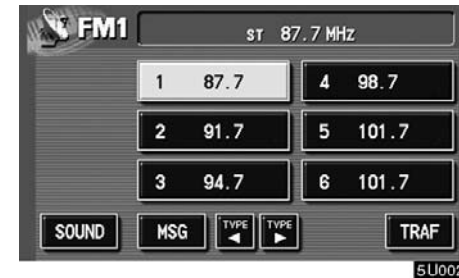 FM1 ST 87.7 MHz
1 87.7 4 98.7
2 91.7 5 101.7
3 94.7 6 101.7
SOUND MSG TYPE TYPE TRAF